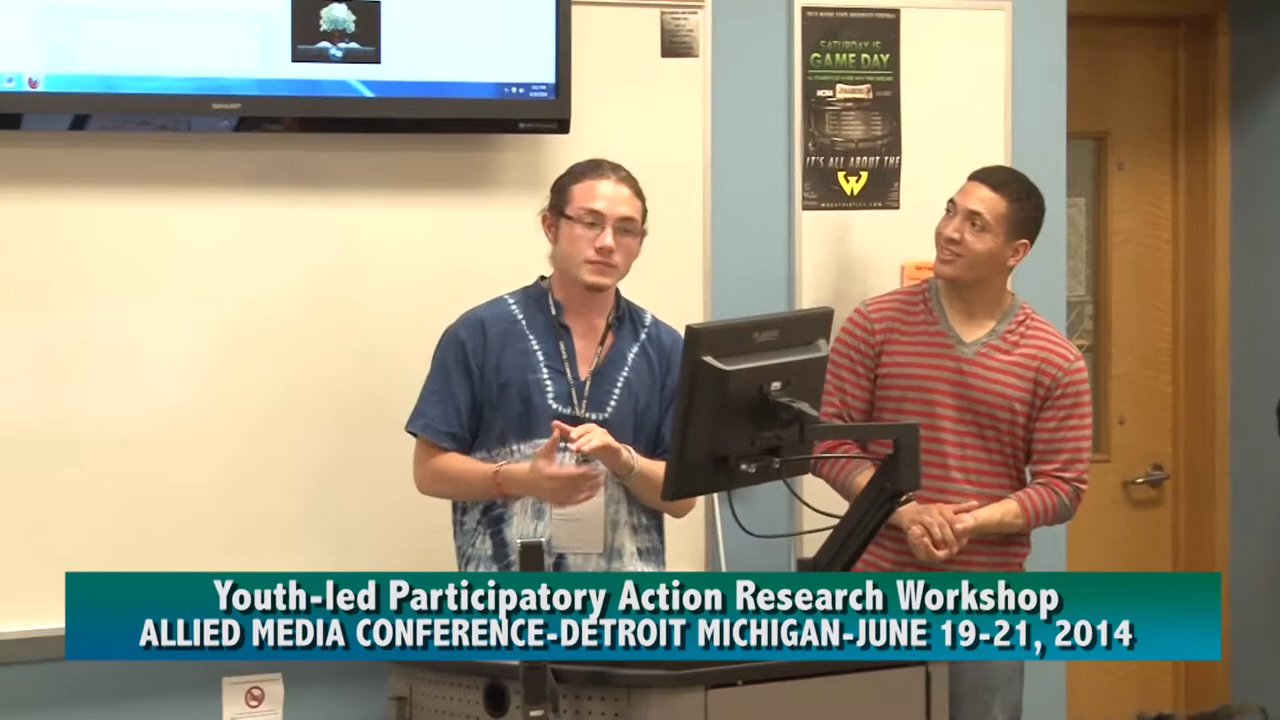 SHARP
SATURDAY IS
GAME DAY
IT'S ALL ABOUT THE
W
Youth-led Participatory Action Research Workshop
ALLIED MEDIA CONFERENCE-DETROIT MICHIGAN-JUNE 19-21, 2014